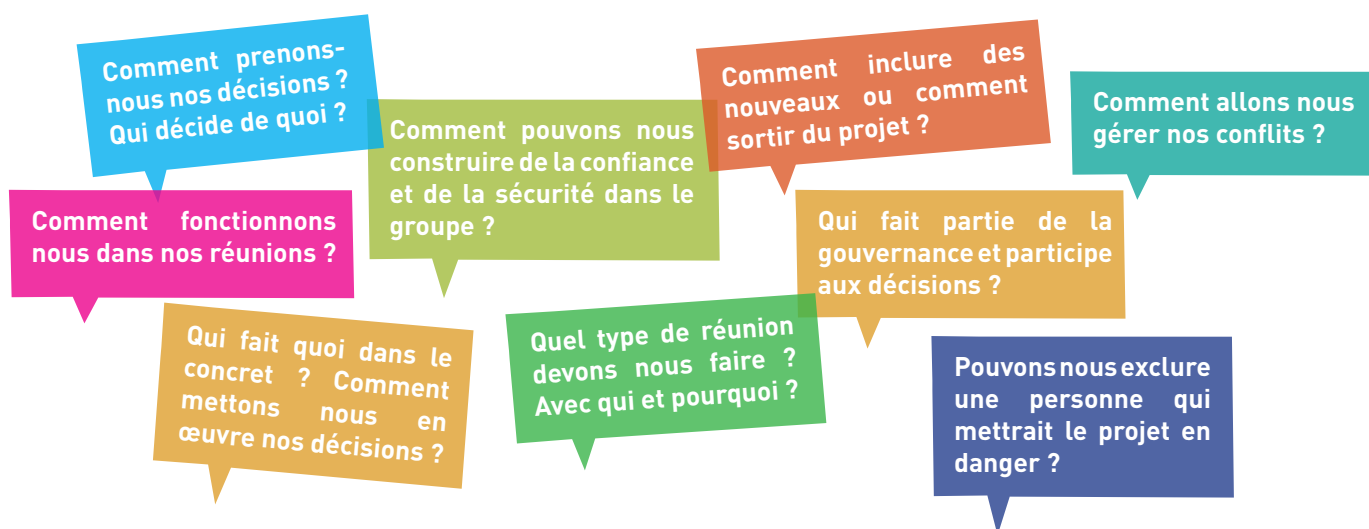 Comment prenons-
nous nos décisions ?
Qui décide de quoi ?
Comment pouvons nous
construire de la confiance
et de la sécurité dans le
groupe ?
Comment inclure des
nouveaux ou comment
sortir du projet ?
Comment allons nous
gérer nos conflits ?
Comment fonctionnons
nous dans nos réunions ?
Qui fait partie de la
gouvernance et participe
aux décisions ?
Qui fait quoi dans le
concret ? Comment
mettons nous en
œuvre nos décisions ?
Quel type de réunion
devons nous faire ?
Avec qui et pourquoi ?
Pouvons nous exclure
une personne qui
mettrait le projet en
danger ?